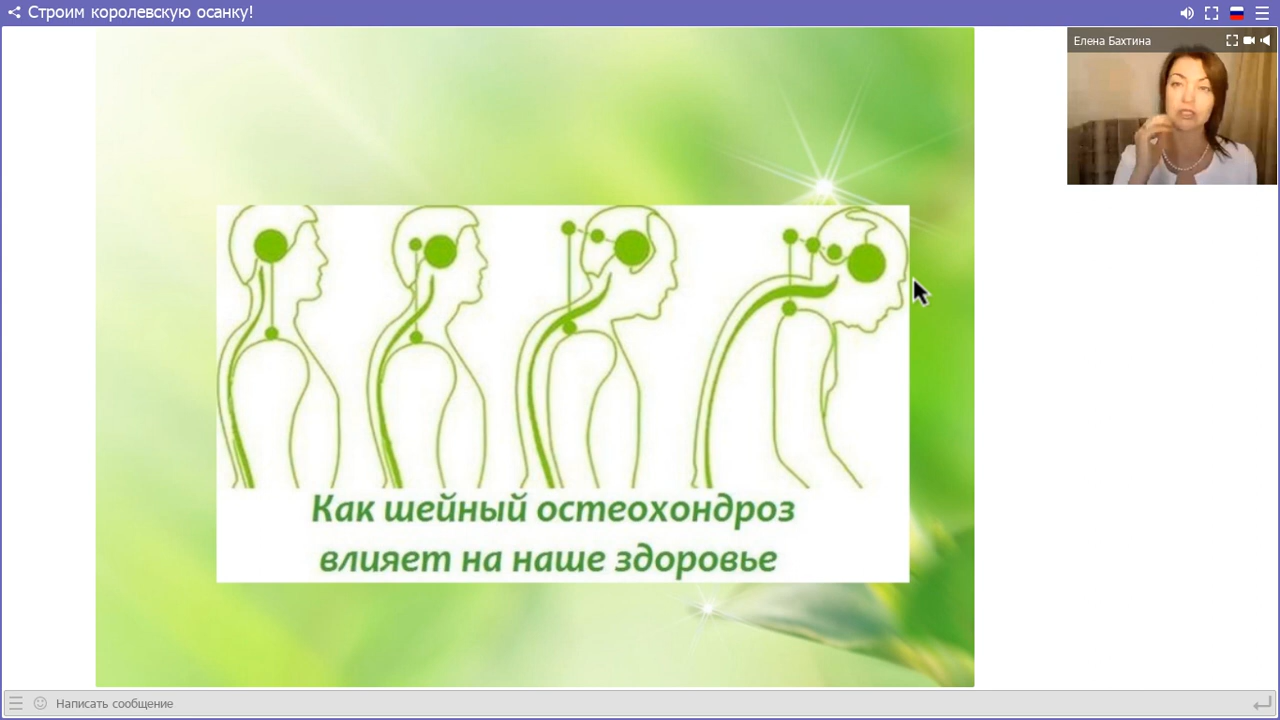 Строим королевскую осанку!
Елена Бахтина
Как шейный остеохондроз
влияет на наше здоровье
Написать сообщение